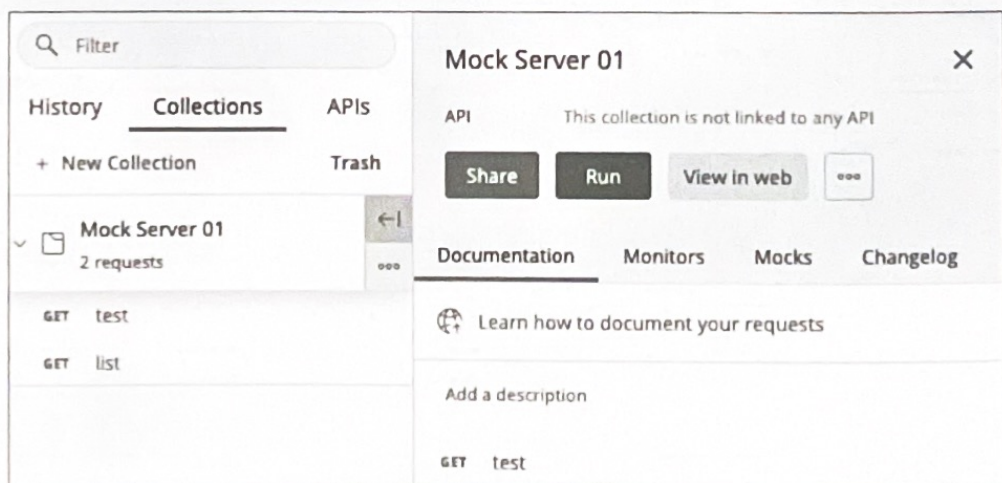 Filter
History Collections APIs
+ New Collection Trash
Mock Server 01
2 requests
GET test
GET list
Mock Server 01
API This collection is not linked to any API
Share Run View in web
Documentation Monitors Mocks Changelog
Learn how to document your requests
Add a description
GET test